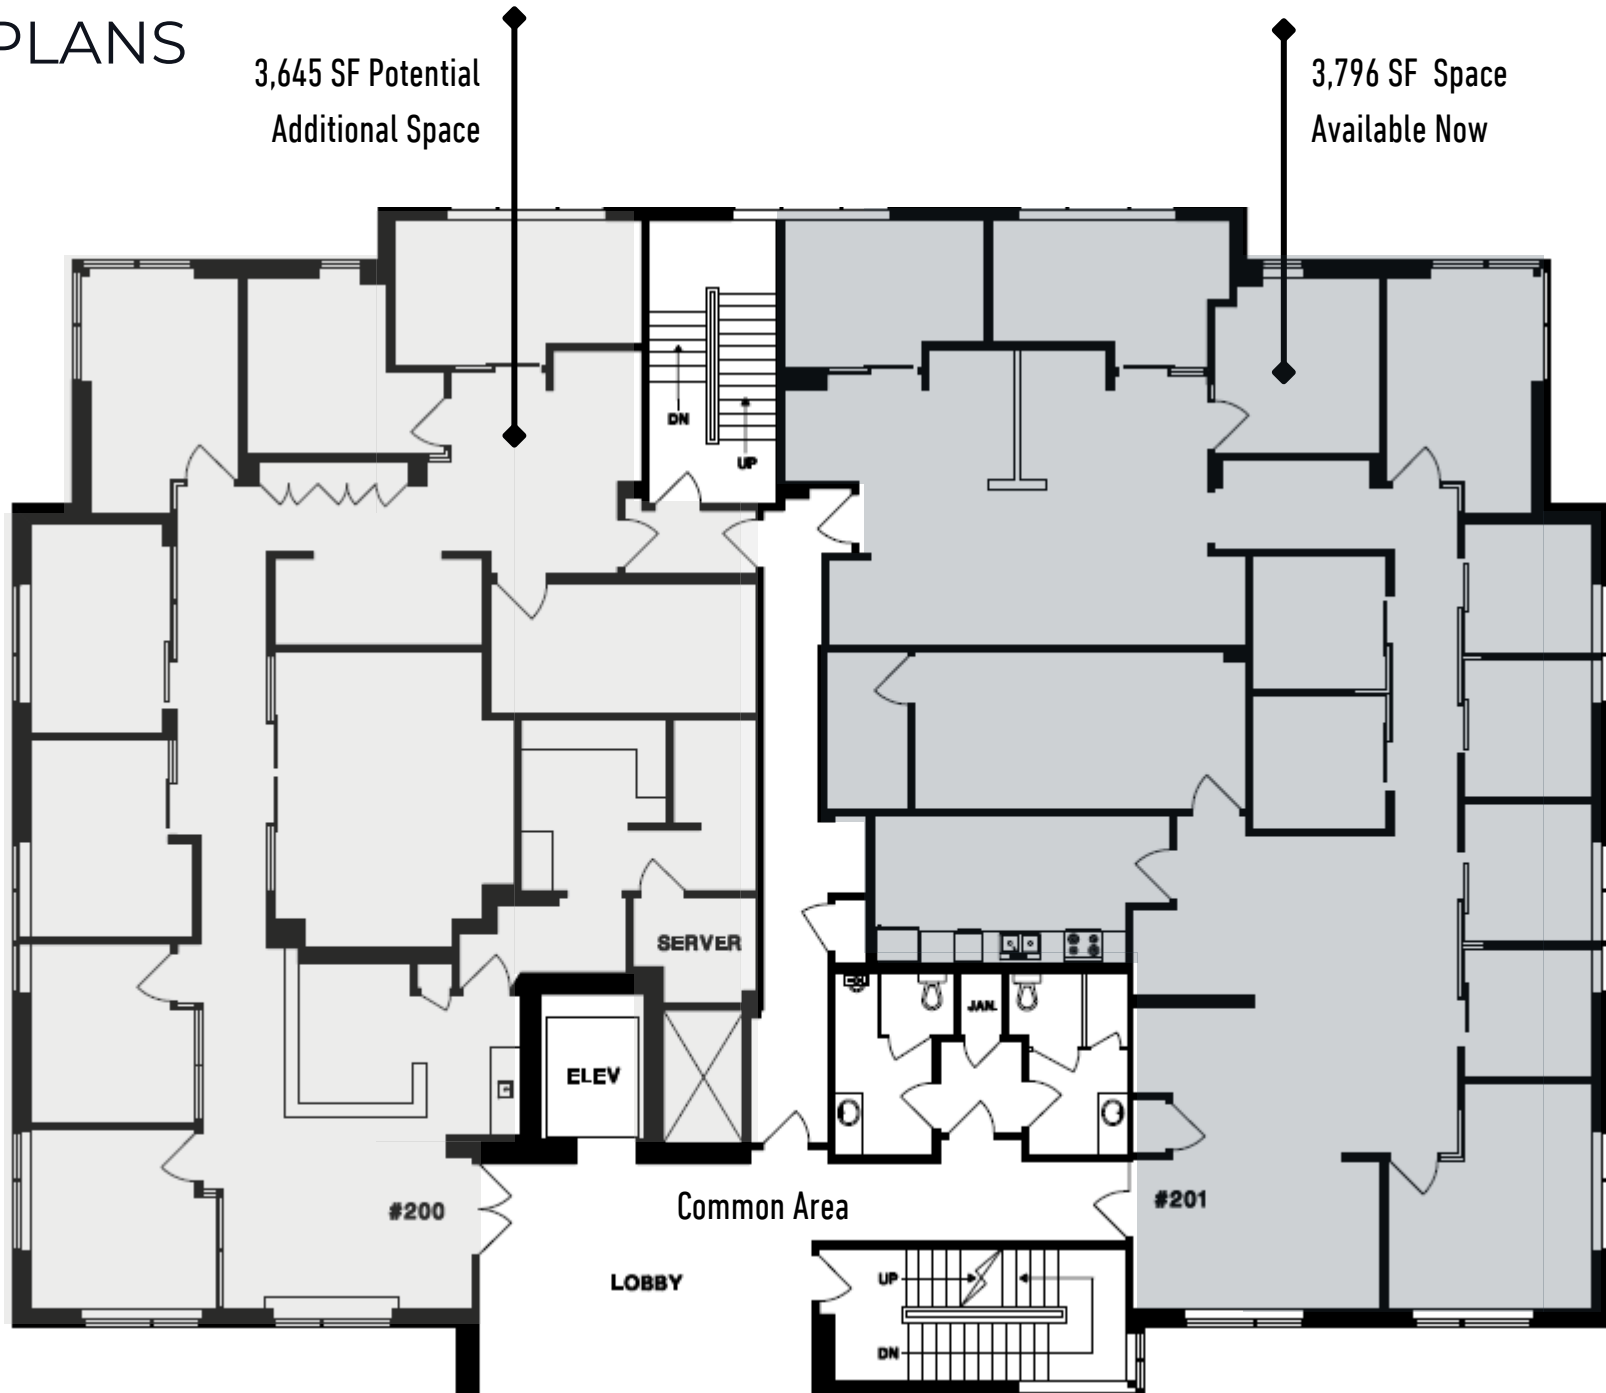 PLANS
3,645 SF Potential
Additional Space
3,796 SF Space
Available Now
DN
UP
SERVER
JAN.
ELEV
#200
Common Area
#201
LOBBY
UP
DN